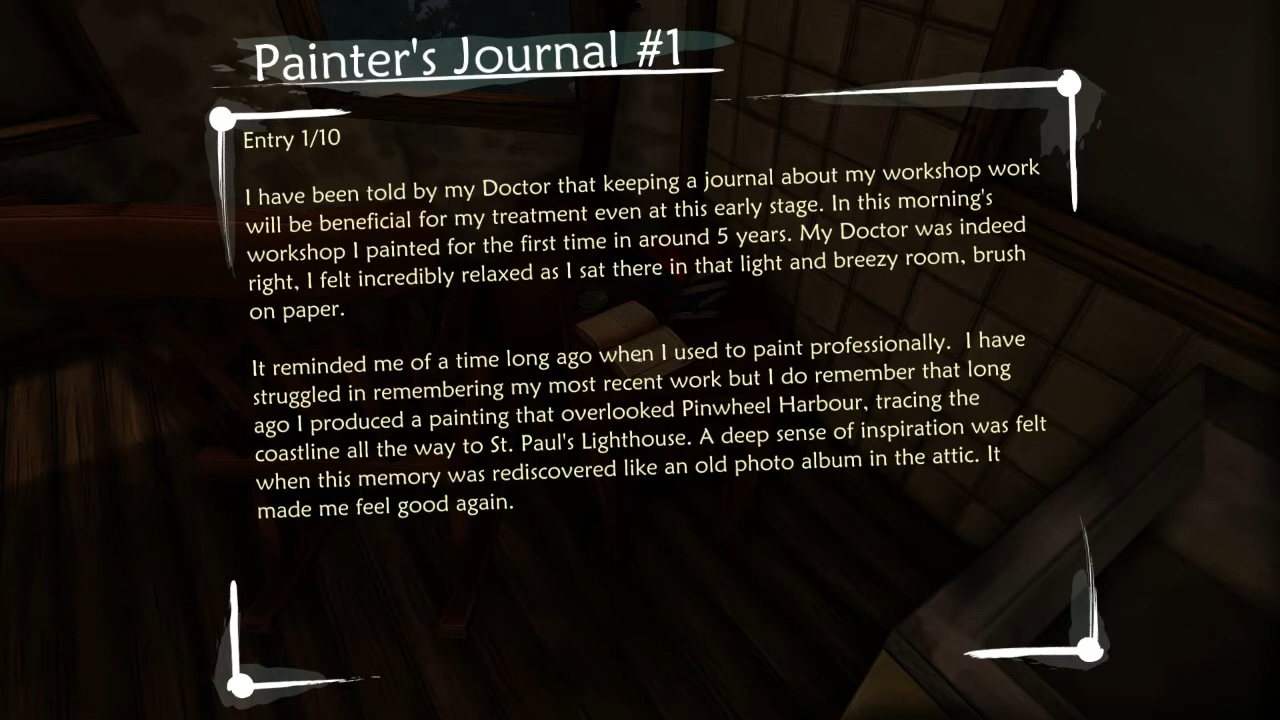 Painter's Journal #1
Entry 1/10
I have been told by my Doctor that keeping a journal about my workshop work
will be beneficial for my treatment even at this early stage. In this morning's
workshop I painted for the first time in around 5 years. My Doctor was indeed
right, I felt incredibly relaxed as I sat there in that light and breezy room, brush
on paper.
It reminded me of a time long ago when I used to paint professionally.  I have
struggled in remembering my most recent work but I do remember that long
ago I produced a painting that overlooked Pinwheel Harbour, tracing the
coastline all the way to St. Paul's Lighthouse. A deep sense of inspiration was felt
when this memory was rediscovered like an old photo album in the attic. It
made me feel good again.